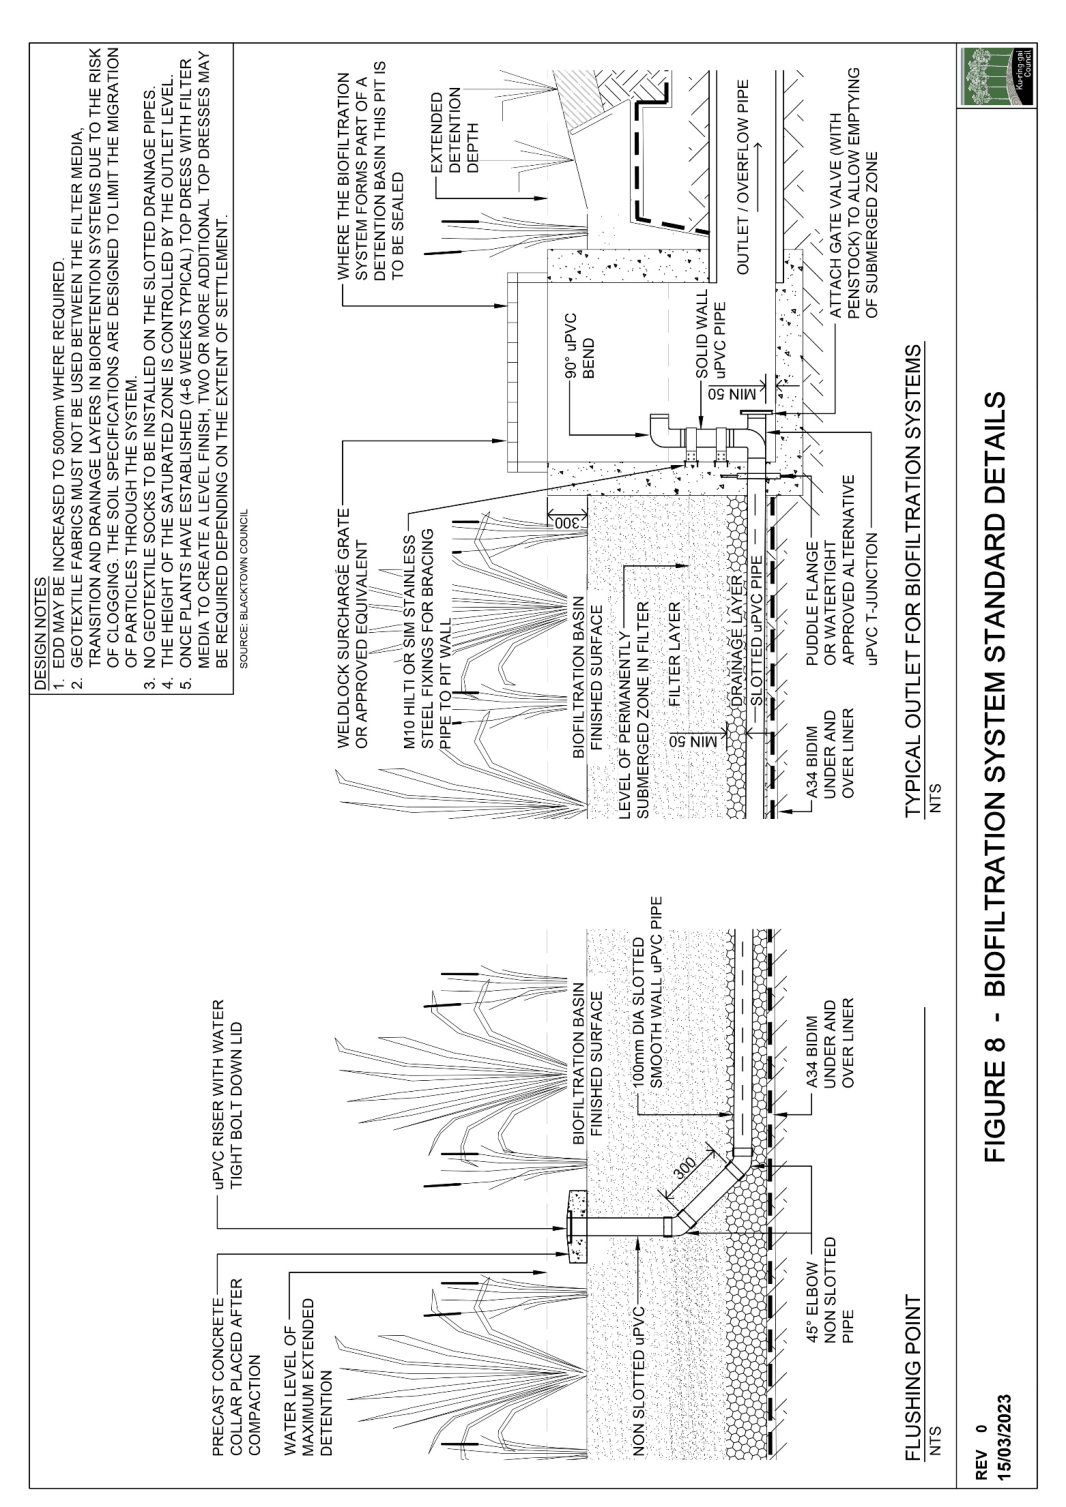 DESIGN NOTES
1. EDD MAY BE INCREASED TO 500mm WHERE REQUIRED.
2. GEOTEXTILE FABRICS MUST NOT BE USED BETWEEN THE FILTER MEDIA,
TRANSITION AND DRAINAGE LAYERS IN BIORETENTION SYSTEMS DUE TO THE RISK
OF CLOGGING. THE SOIL SPECIFICATIONS ARE DESIGNED TO LIMIT THE MIGRATION
OF PARTICLES THROUGH THE SYSTEM.
3. NO GEOTEXTILE SOCKS TO BE INSTALLED ON THE SLOTTED DRAINAGE PIPES.
4. THE HEIGHT OF THE SATURATED ZONE IS CONTROLLED BY THE OUTLET LEVEL.
5. ONCE PLANTS HAVE ESTABLISHED (4-6 WEEKS TYPICAL) TOP DRESS WITH FILTER
MEDIA TO CREATE A LEVEL FINISH, TWO OR MORE ADDITIONAL TOP DRESSES MAY
BE REQUIRED DEPENDING ON THE EXTENT OF SETTLEMENT.
SOURCE: BLACKTOWN COUNCIL
PRECAST CONCRETE
COLLAR PLACED AFTER
COMPACTION
uPVC RISER WITH WATER
TIGHT BOLT DOWN LID
WATER LEVEL OF
MAXIMUM EXTENDED
DETENTION
BIOFILTRATION BASIN
FINISHED SURFACE
NON SLOTTED uPVC
300
100mm DIA SLOTTED
SMOOTH WALL uPVC PIPE
45° ELBOW
NON SLOTTED
PIPE
A34 BIDIM
UNDER AND
OVER LINER
FLUSHING POINT
NTS
WELDLOCK SURCHARGE GRATE
OR APPROVED EQUIVALENT
M10 HILTI OR SIM STAINLESS
STEEL FIXINGS FOR BRACING
PIPE TO PIT WALL
WHERE THE BIOFILTRATION
SYSTEM FORMS PART OF A
DETENTION BASIN THIS PIT IS
TO BE SEALED
EXTENDED
DETENTION
DEPTH
300
BIOFILTRATION BASIN
FINISHED SURFACE
90° uPVC
BEND
LEVEL OF PERMANENTLY
SUBMERGED ZONE IN FILTER
FILTER LAYER
MIN 50
DRAINAGE LAYER
SLOTTED uPVC PIPE
SOLID WALL
uPVC PIPE
MIN 50
OUTLET / OVERFLOW PIPE
A34 BIDIM
UNDER AND
OVER LINER
PUDDLE FLANGE
OR WATERTIGHT
APPROVED ALTERNATIVE
uPVC T-JUNCTION
ATTACH GATE VALVE (WITH
PENSTOCK) TO ALLOW EMPTYING
OF SUBMERGED ZONE
TYPICAL OUTLET FOR BIOFILTRATION SYSTEMS
NTS
REV 0
15/03/2023
FIGURE 8 - BIOFILTRATION SYSTEM STANDARD DETAILS
Ku-ring-gai
Council